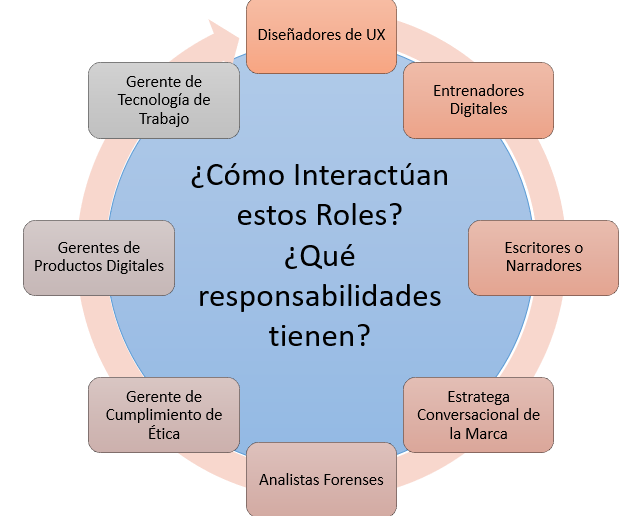 Diseñadores de UX
Entrenadores
Digitales
Escritores o
Narradores
Estratega
Conversacional de
la Marca
Analistas Forenses
Gerente de
Cumplimiento de
Ética
Gerentes de
Productos Digitales
Gerente de
Tecnología de
Trabajo
¿Cómo Interactúan
estos Roles?
¿Qué
responsabilidades
tienen?